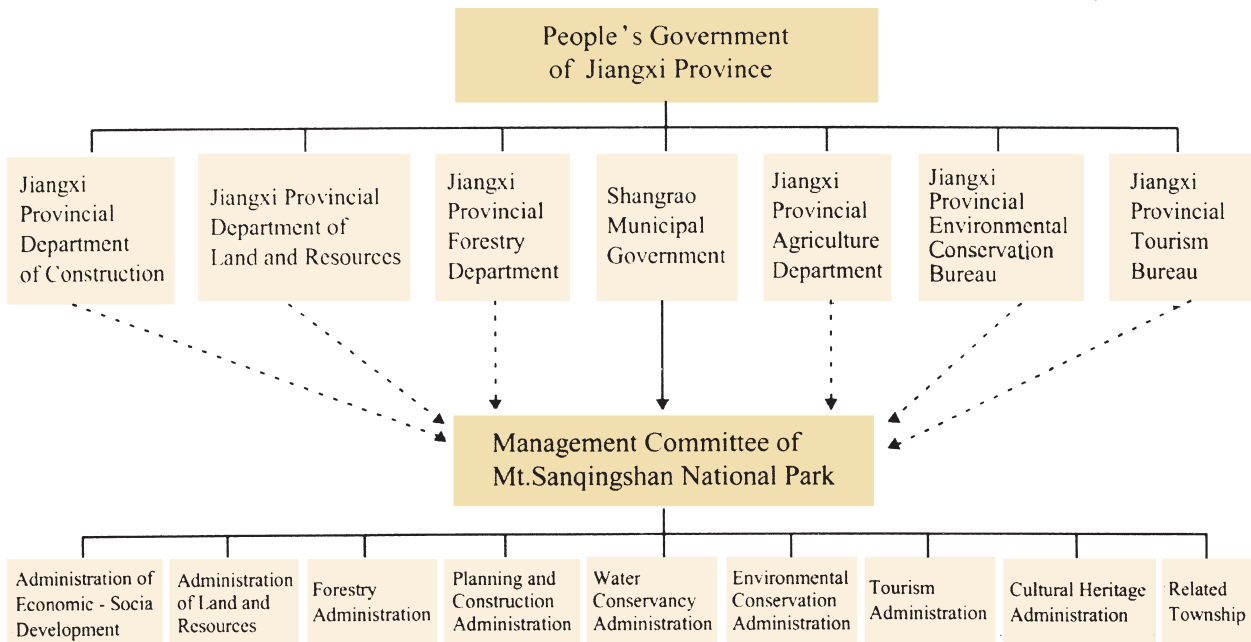 People's Government
of Jiangxi Province
Jiangxi
Provincial
Department
of Construction
Jiangxi Provincial
Department of
Land and Resources
Jiangxi
Provincial
Forestry
Department
Shangrao
Municipal
Government
Jiangxi
Provincial
Agriculture
Department
Jiangxi
Provincial
Environmental
Conservation
Bureau
Jiangxi
Provincial
Tourism
Bureau
Management Committee of
Mt.Sanqingshan National Park
Administration of
Economic - Socia
Development
Administration
of Land and
Resources
Forestry
Administration
Planning and
Construction
Administration
Water
Conservancy
Administration
Environmental
Conservation
Administration
Tourism
Administration
Cultural Heritage
Administration
Related
Township